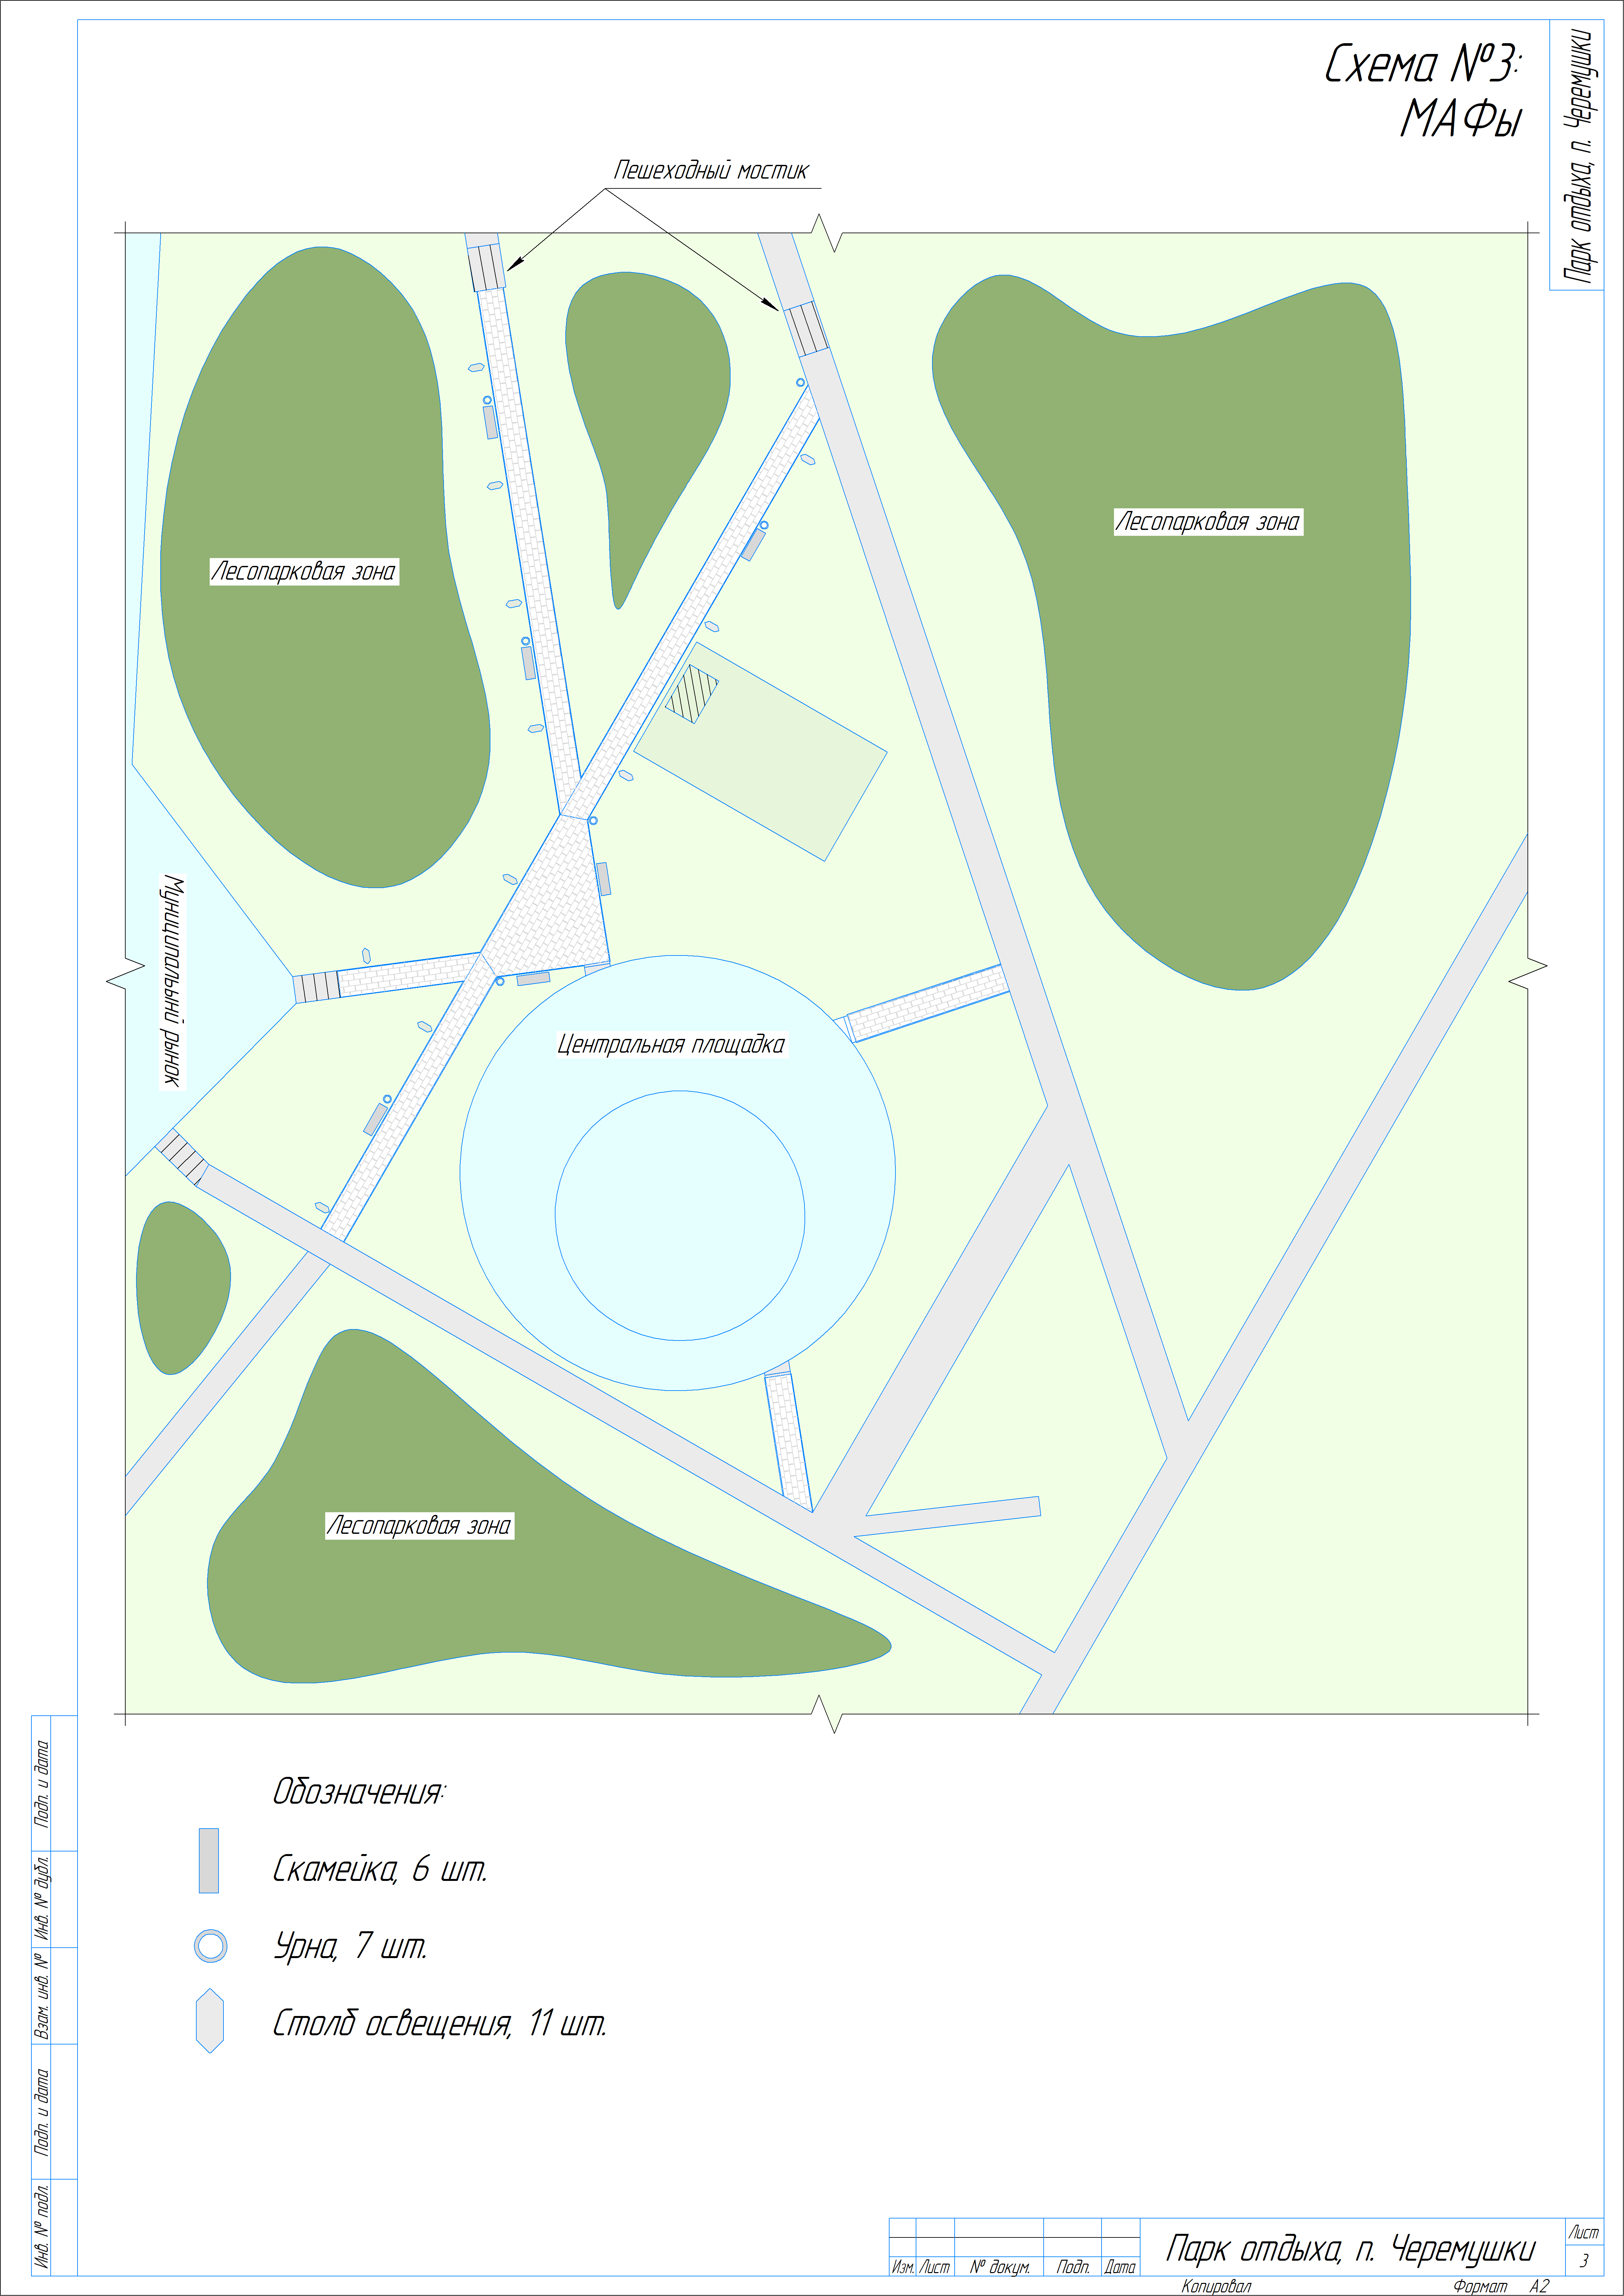 Схема №3:
МАФы
Парк отдыха, п. Черемушки
Пешеходный мостик
Лесопарковая зона
Лесопарковая зона
Муниципальный рынок
Центральная площадка
Лесопарковая зона
Обозначения:
Скамейка, 6 шт.
Урна, 7 шт.
Столб освещения, 11 шт.
Подп. и дата
Инв. № дубл.
Взам. инв. №
Подп. и дата
Инв. № подл.
Изм. Лист № докум. Подп. Дата
Парк отдыха, п. Черемушки
Лист
3
Копировал Формат А2